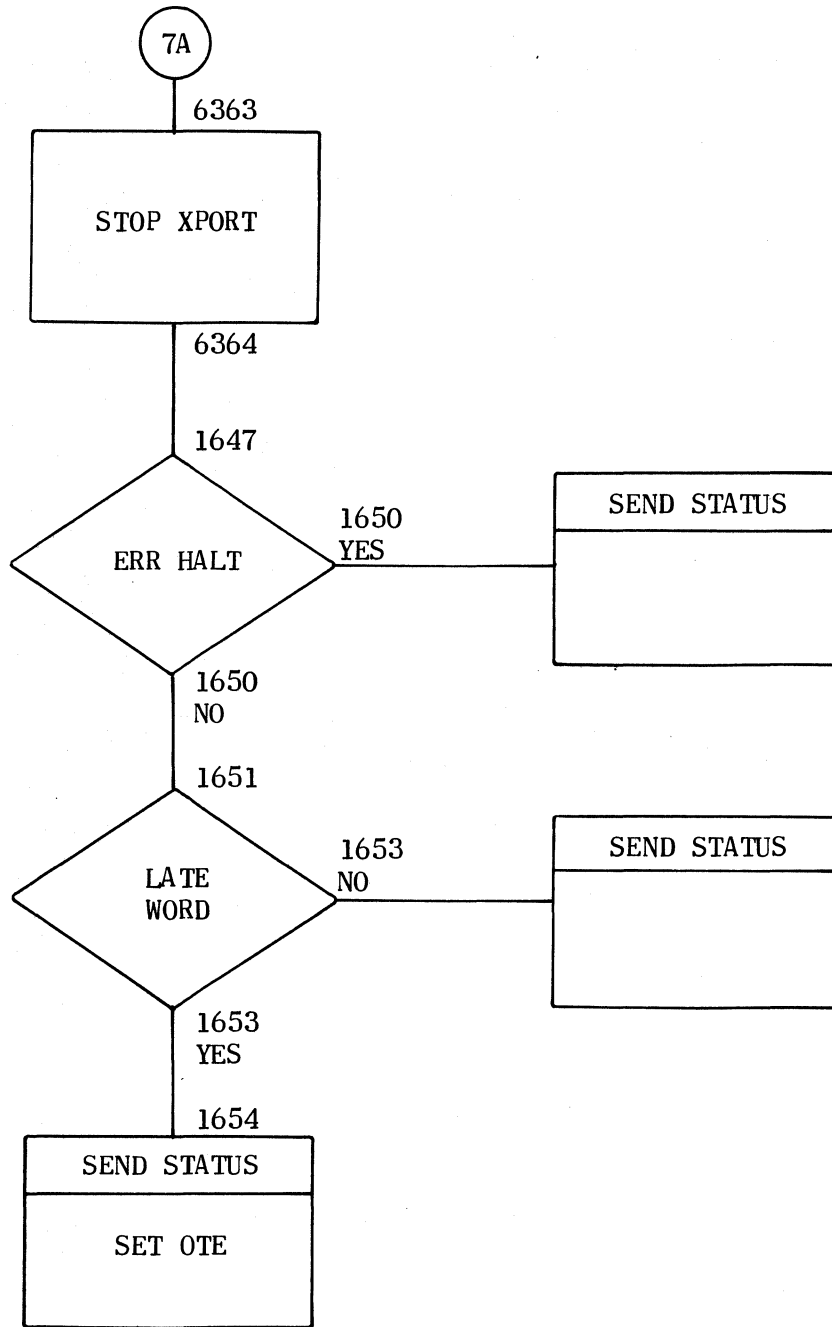 7A
6363
STOP XPORT
6364
1647
ERR HALT
1650
YES
SEND STATUS
1650
NO
1651
LATE
WORD
1653
NO
SEND STATUS
1653
YES
1654
SEND STATUS
SET OTE